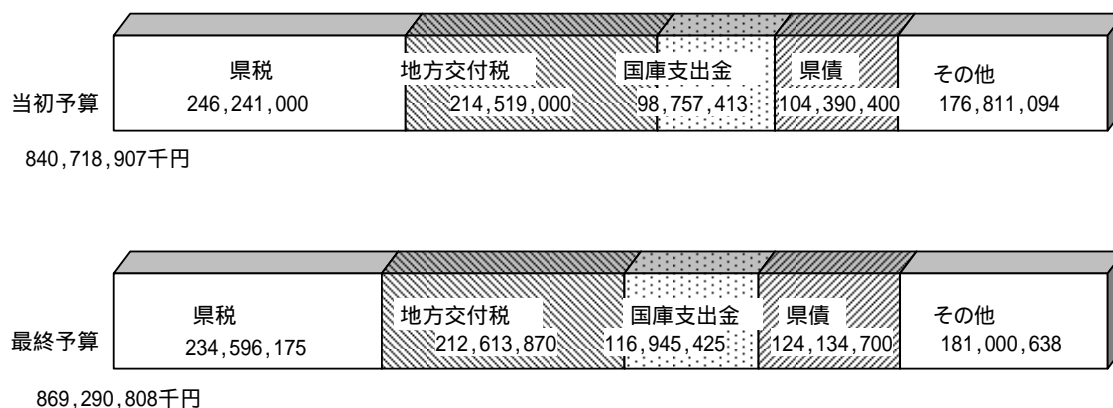 県税 地方交付税 国庫支出金 県債 その他
当初予算 246,241,000 214,519,000 98,757,413 104,390,400 176,811,094
840,718,907千円
県税 地方交付税 国庫支出金 県債 その他
最終予算 234,596,175 212,613,870 116,945,425 124,134,700 181,000,638
869,290,808千円